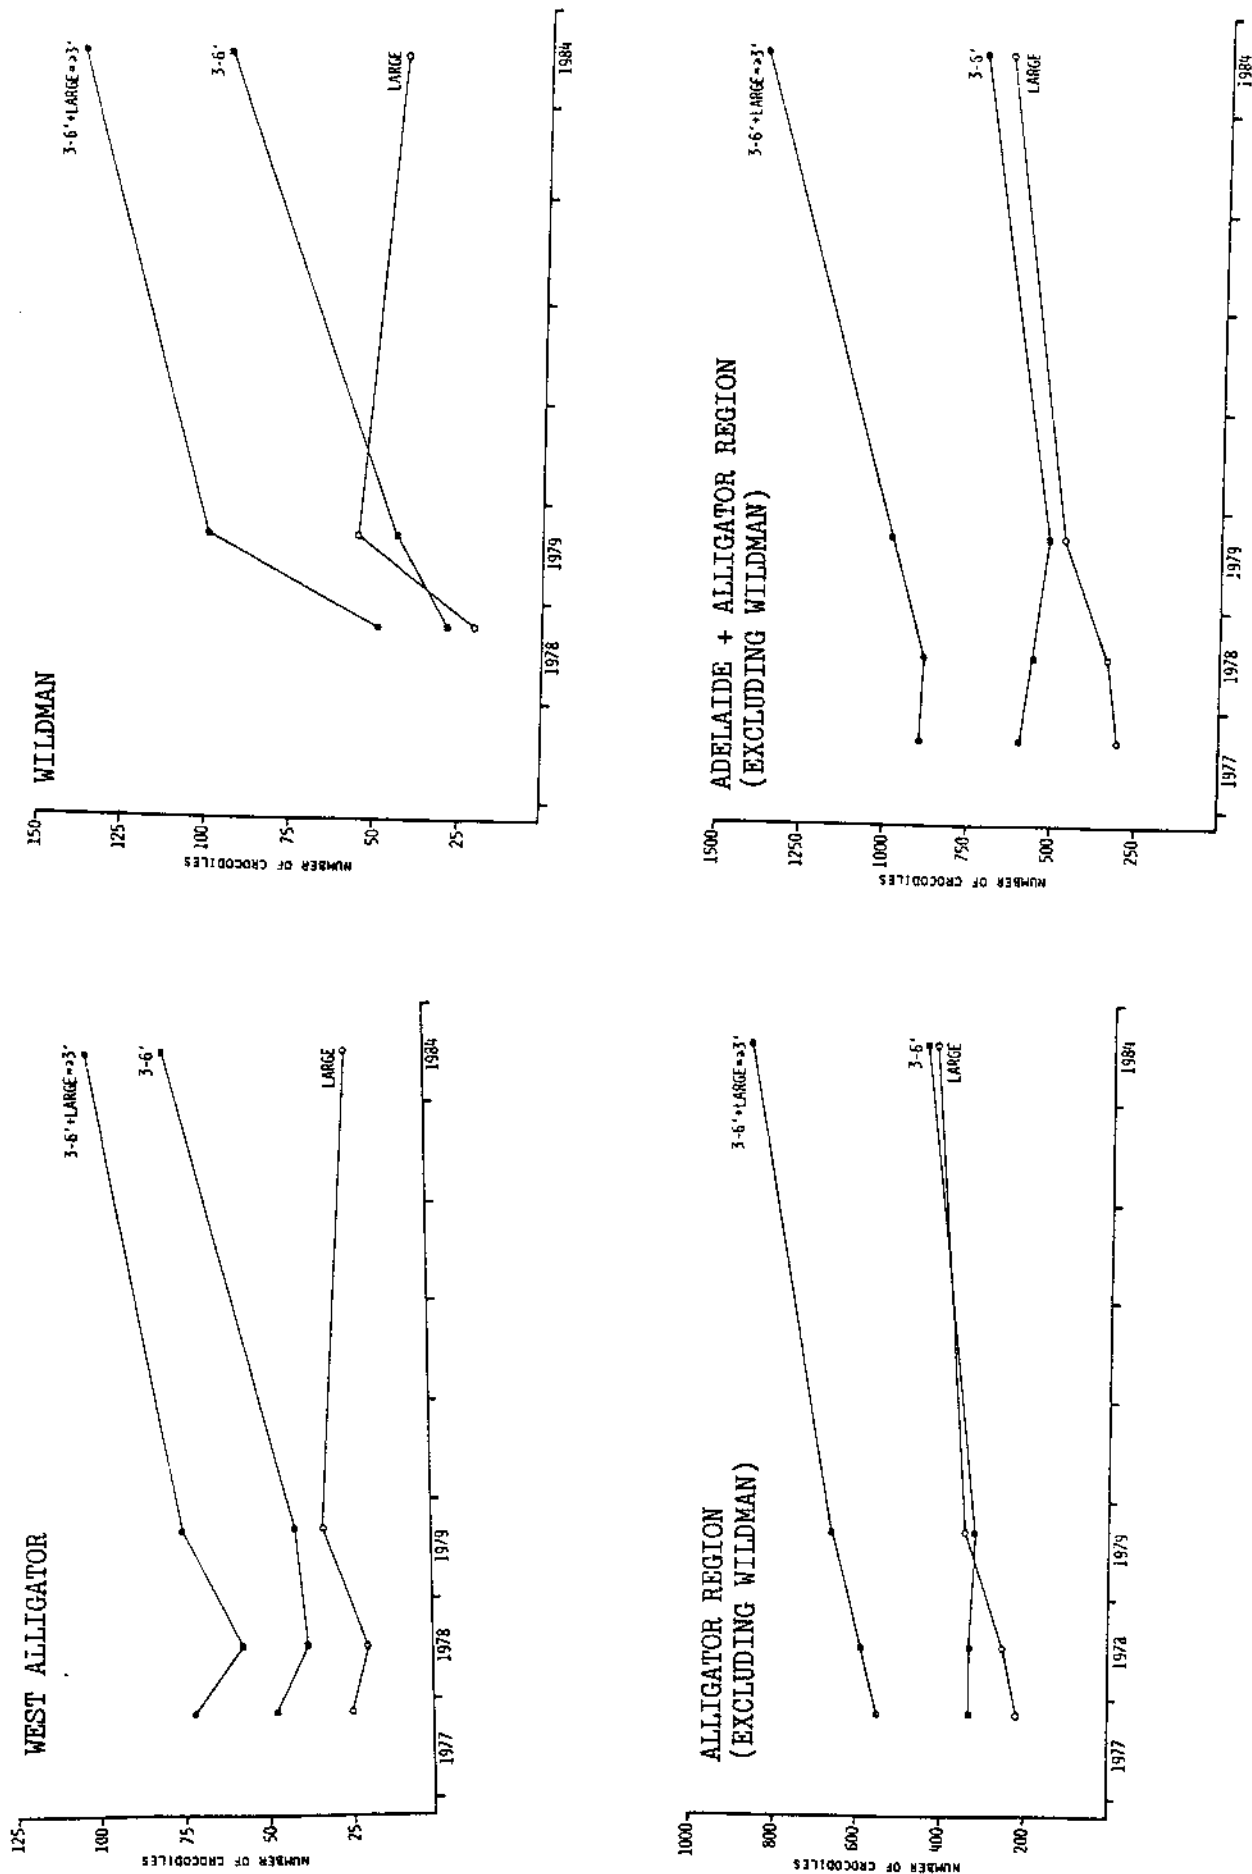 WEST ALLIGATOR
125
100
75
50
25
NUMBER OF CROCODILES
3-6'+LARGE=≥3'
3-6'
LARGE
1977
1978
1979
1984
WILDMAN
150
125
100
75
50
25
NUMBER OF CROCODILES
3-6'+LARGE=≥3'
3-6'
LARGE
1978
1979
1984
ALLIGATOR REGION
(EXCLUDING WILDMAN)
1000
800
600
400
200
NUMBER OF CROCODILES
3-6'+LARGE=≥3'
3-6'
LARGE
1977
1978
1979
1984
ADELAIDE + ALLIGATOR REGION
(EXCLUDING WILDMAN)
1500
1250
1000
750
500
250
NUMBER OF CROCODILES
3-6'+LARGE=≥3'
3-6'
LARGE
1977
1978
1979
1984